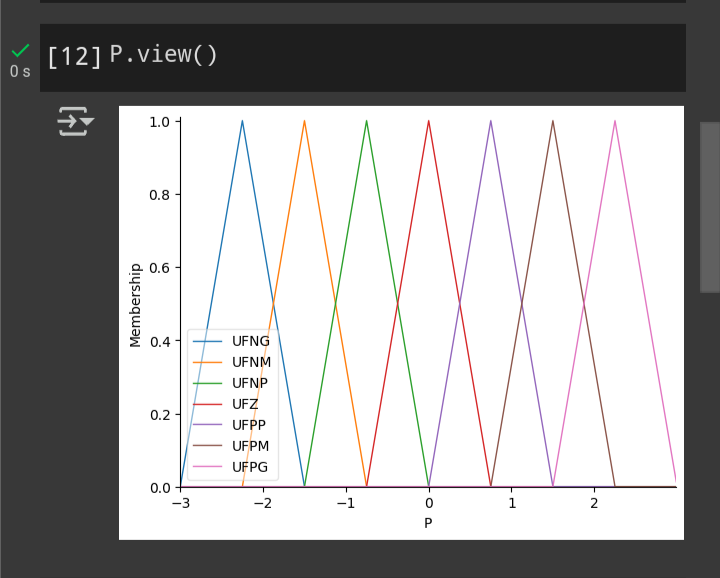 [12] P.view()
0 s
1.0
0.8
0.6
0.4
0.2
0.0
Membership
UFNG
UFNM
UFNP
UFZ
UFPP
UFPM
UFPG
−3 −2 −1 0 1 2
P